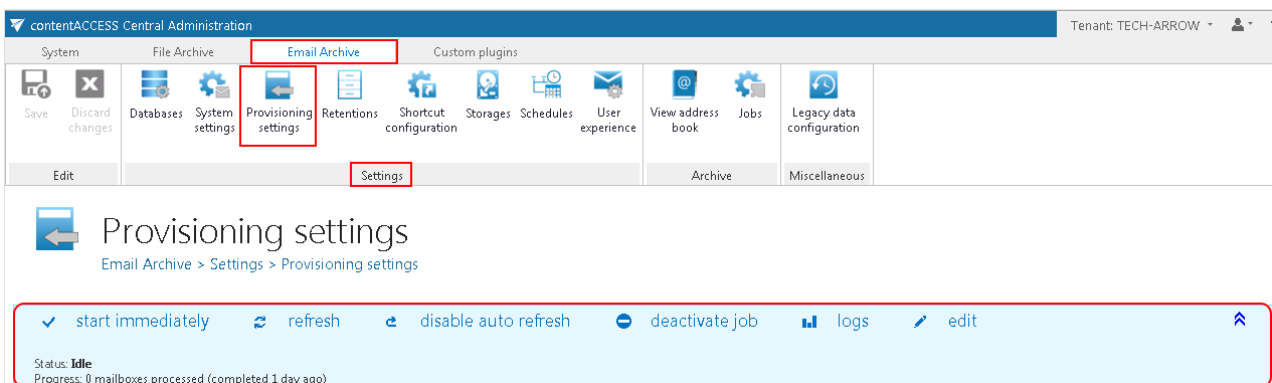 contentACCESS Central Administration
Tenant: TECH-ARROW
System File Archive Email Archive Custom plugins
Save Discard changes Databases System settings Provisioning settings Retentions Shortcut configuration Storages Schedules User experience View address book Jobs Legacy data configuration
Edit Settings Archive Miscellaneous
Provisioning settings
Email Archive > Settings > Provisioning settings
start immediately refresh disable auto refresh deactivate job logs edit
Status: Idle
Progress: 0 mailboxes processed (completed 1 day ago)